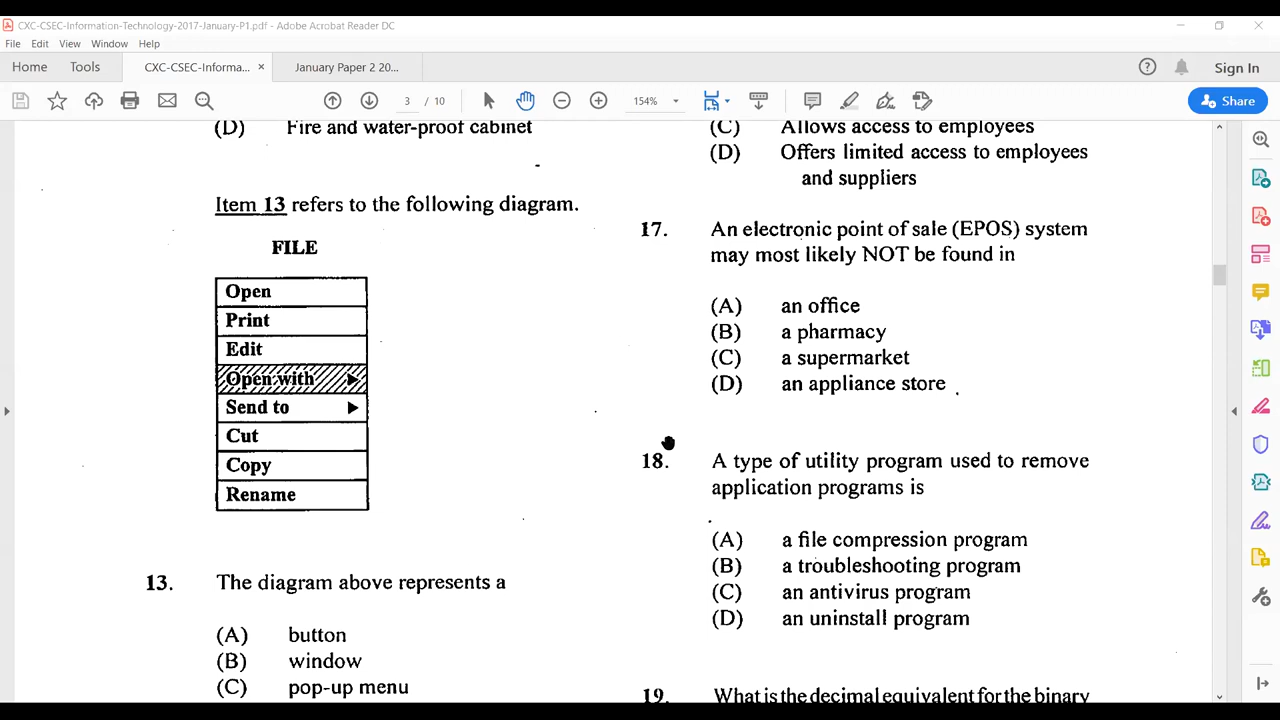 CXC-CSEC-Information-Technology-2017-January-P1.pdf - Adobe Acrobat Reader DC
File Edit View Window Help
Home Tools CXC-CSEC-Informa... × January Paper 2 20... Sign In
3 / 10 154% Share
(D) Fire and water-proof cabinet
Item 13 refers to the following diagram.
FILE
Open
Print
Edit
Open with
Send to
Cut
Copy
Rename
13. The diagram above represents a
(A) button
(B) window
(C) pop-up menu
(C) Allows access to employees
(D) Offers limited access to employees
and suppliers
17. An electronic point of sale (EPOS) system
may most likely NOT be found in
(A) an office
(B) a pharmacy
(C) a supermarket
(D) an appliance store
18. A type of utility program used to remove
application programs is
(A) a file compression program
(B) a troubleshooting program
(C) an antivirus program
(D) an uninstall program
19. What is the decimal equivalent for the binary